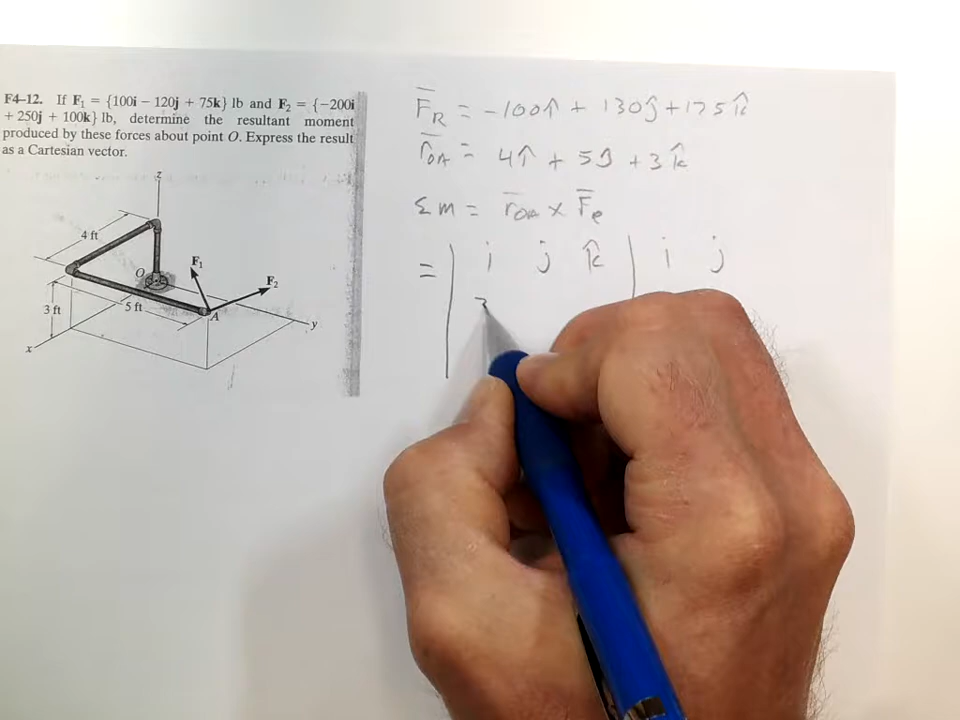 F4–12. If F₁ = {100i − 120j + 75k} lb and F₂ = {−200i
+ 250j + 100k} lb, determine the resultant moment
produced by these forces about point O. Express the result
as a Cartesian vector.
z
4 ft
O
F₁
F₂
3 ft
5 ft
A
y
x
F̄R = -100î + 130ĵ + 175k̂
r̄OA = 4î + 5ĵ + 3k̂
ΣM = r̄OA × F̄R
= | i j k̂ | i j